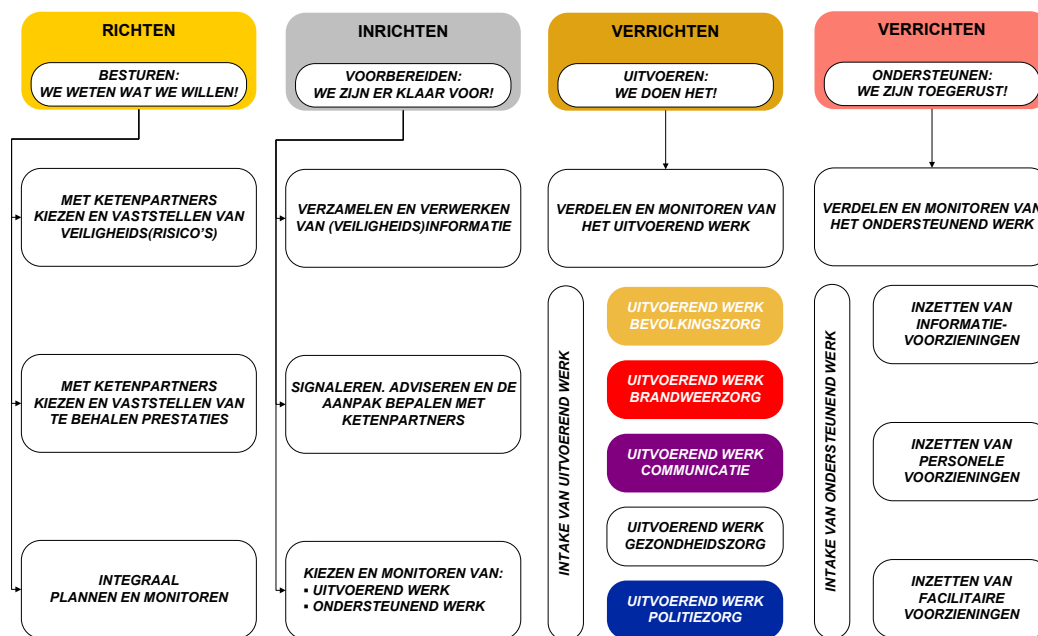 RICHTEN
BESTUREN:
WE WETEN WAT WE WILLEN!
MET KETENPARTNERS
KIEZEN EN VASTSTELLEN VAN
VEILIGHEIDS(RISICO'S)
MET KETENPARTNERS
KIEZEN EN VASTSTELLEN VAN
TE BEHALEN PRESTATIES
INTEGRAAL
PLANNEN EN MONITOREN
INRICHTEN
VOORBEREIDEN:
WE ZIJN ER KLAAR VOOR!
VERZAMELEN EN VERWERKEN
VAN (VEILIGHEIDS)INFORMATIE
SIGNALEREN. ADVISEREN EN DE
AANPAK BEPALEN MET
KETENPARTNERS
KIEZEN EN MONITOREN VAN:
▪ UITVOEREND WERK
▪ ONDERSTEUNEND WERK
VERRICHTEN
UITVOEREN:
WE DOEN HET!
VERDELEN EN MONITOREN VAN
HET UITVOEREND WERK
INTAKE VAN UITVOEREND WERK
UITVOEREND WERK
BEVOLKINGSZORG
UITVOEREND WERK
BRANDWEERZORG
UITVOEREND WERK
COMMUNICATIE
UITVOEREND WERK
GEZONDHEIDSZORG
UITVOEREND WERK
POLITIEZORG
VERRICHTEN
ONDERSTEUNEN:
WE ZIJN TOEGERUST!
VERDELEN EN MONITOREN VAN
HET ONDERSTEUNEND WERK
INTAKE VAN ONDERSTEUNEND WERK
INZETTEN VAN
INFORMATIE-
VOORZIENINGEN
INZETTEN VAN
PERSONELE
VOORZIENINGEN
INZETTEN VAN
FACILITAIRE
VOORZIENINGEN